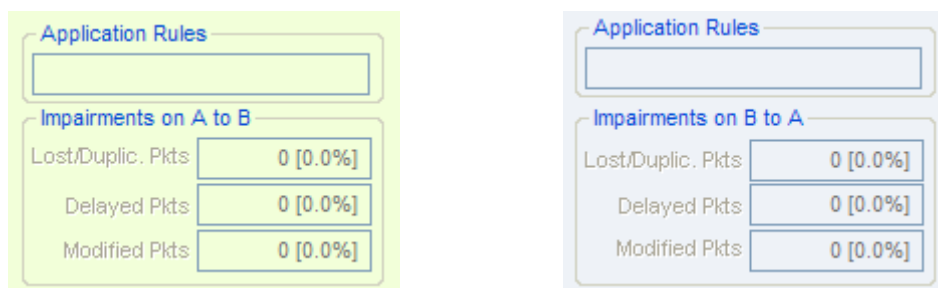 Application Rules
Impairments on A to B
Lost/Duplic. Pkts 0 [0.0%]
Delayed Pkts 0 [0.0%]
Modified Pkts 0 [0.0%]
Application Rules
Impairments on B to A
Lost/Duplic. Pkts 0 [0.0%]
Delayed Pkts 0 [0.0%]
Modified Pkts 0 [0.0%]